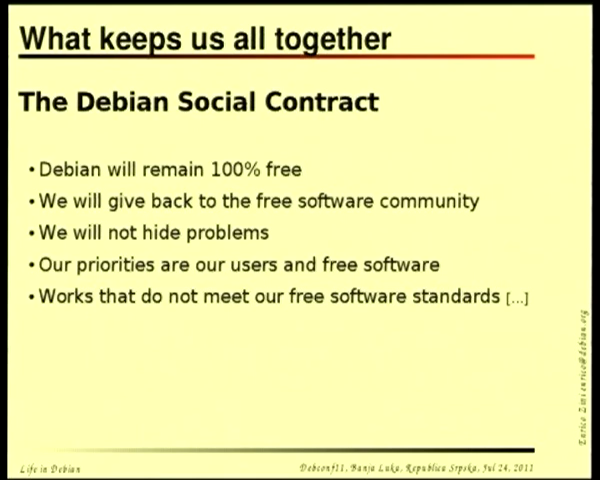 What keeps us all together
The Debian Social Contract
• Debian will remain 100% free
• We will give back to the free software community
• We will not hide problems
• Our priorities are our users and free software
• Works that do not meet our free software standards [...]
Enrico Zini enrico@debian.org
Life in Debian
Debconf11, Banja Luka, Republica Srpska, Jul 24, 2011